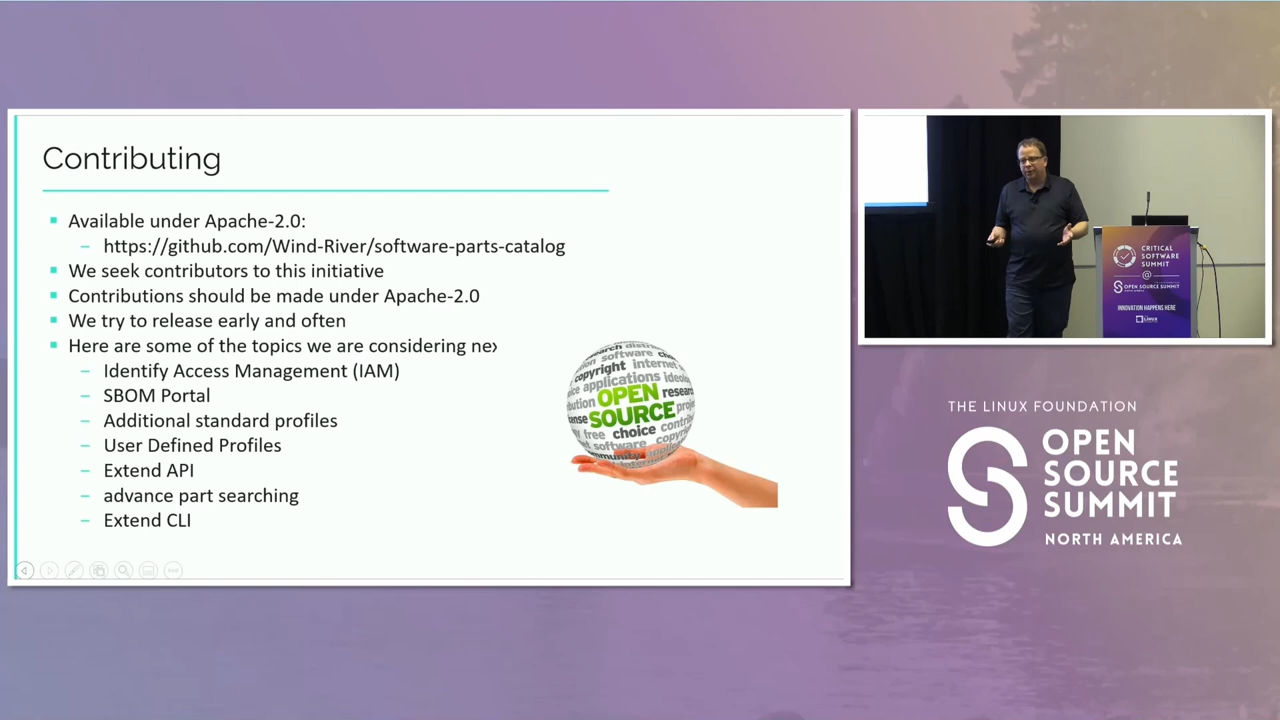 Contributing
Available under Apache-2.0:
– https://github.com/Wind-River/software-parts-catalog
We seek contributors to this initiative
Contributions should be made under Apache-2.0
We try to release early and often
Here are some of the topics we are considering
– Identify Access Management (IAM)
– SBOM Portal
– Additional standard profiles
– User Defined Profiles
– Extend API
– advance part searching
– Extend CLI
software
copyright internet
applications
OPEN
SOURCE
free choice
software
CRITICAL
SOFTWARE
SUMMIT
@
OPEN SOURCE SUMMIT
INNOVATION HAPPENS HERE
LINUX
THE LINUX FOUNDATION
OPEN
SOURCE
SUMMIT
NORTH AMERICA